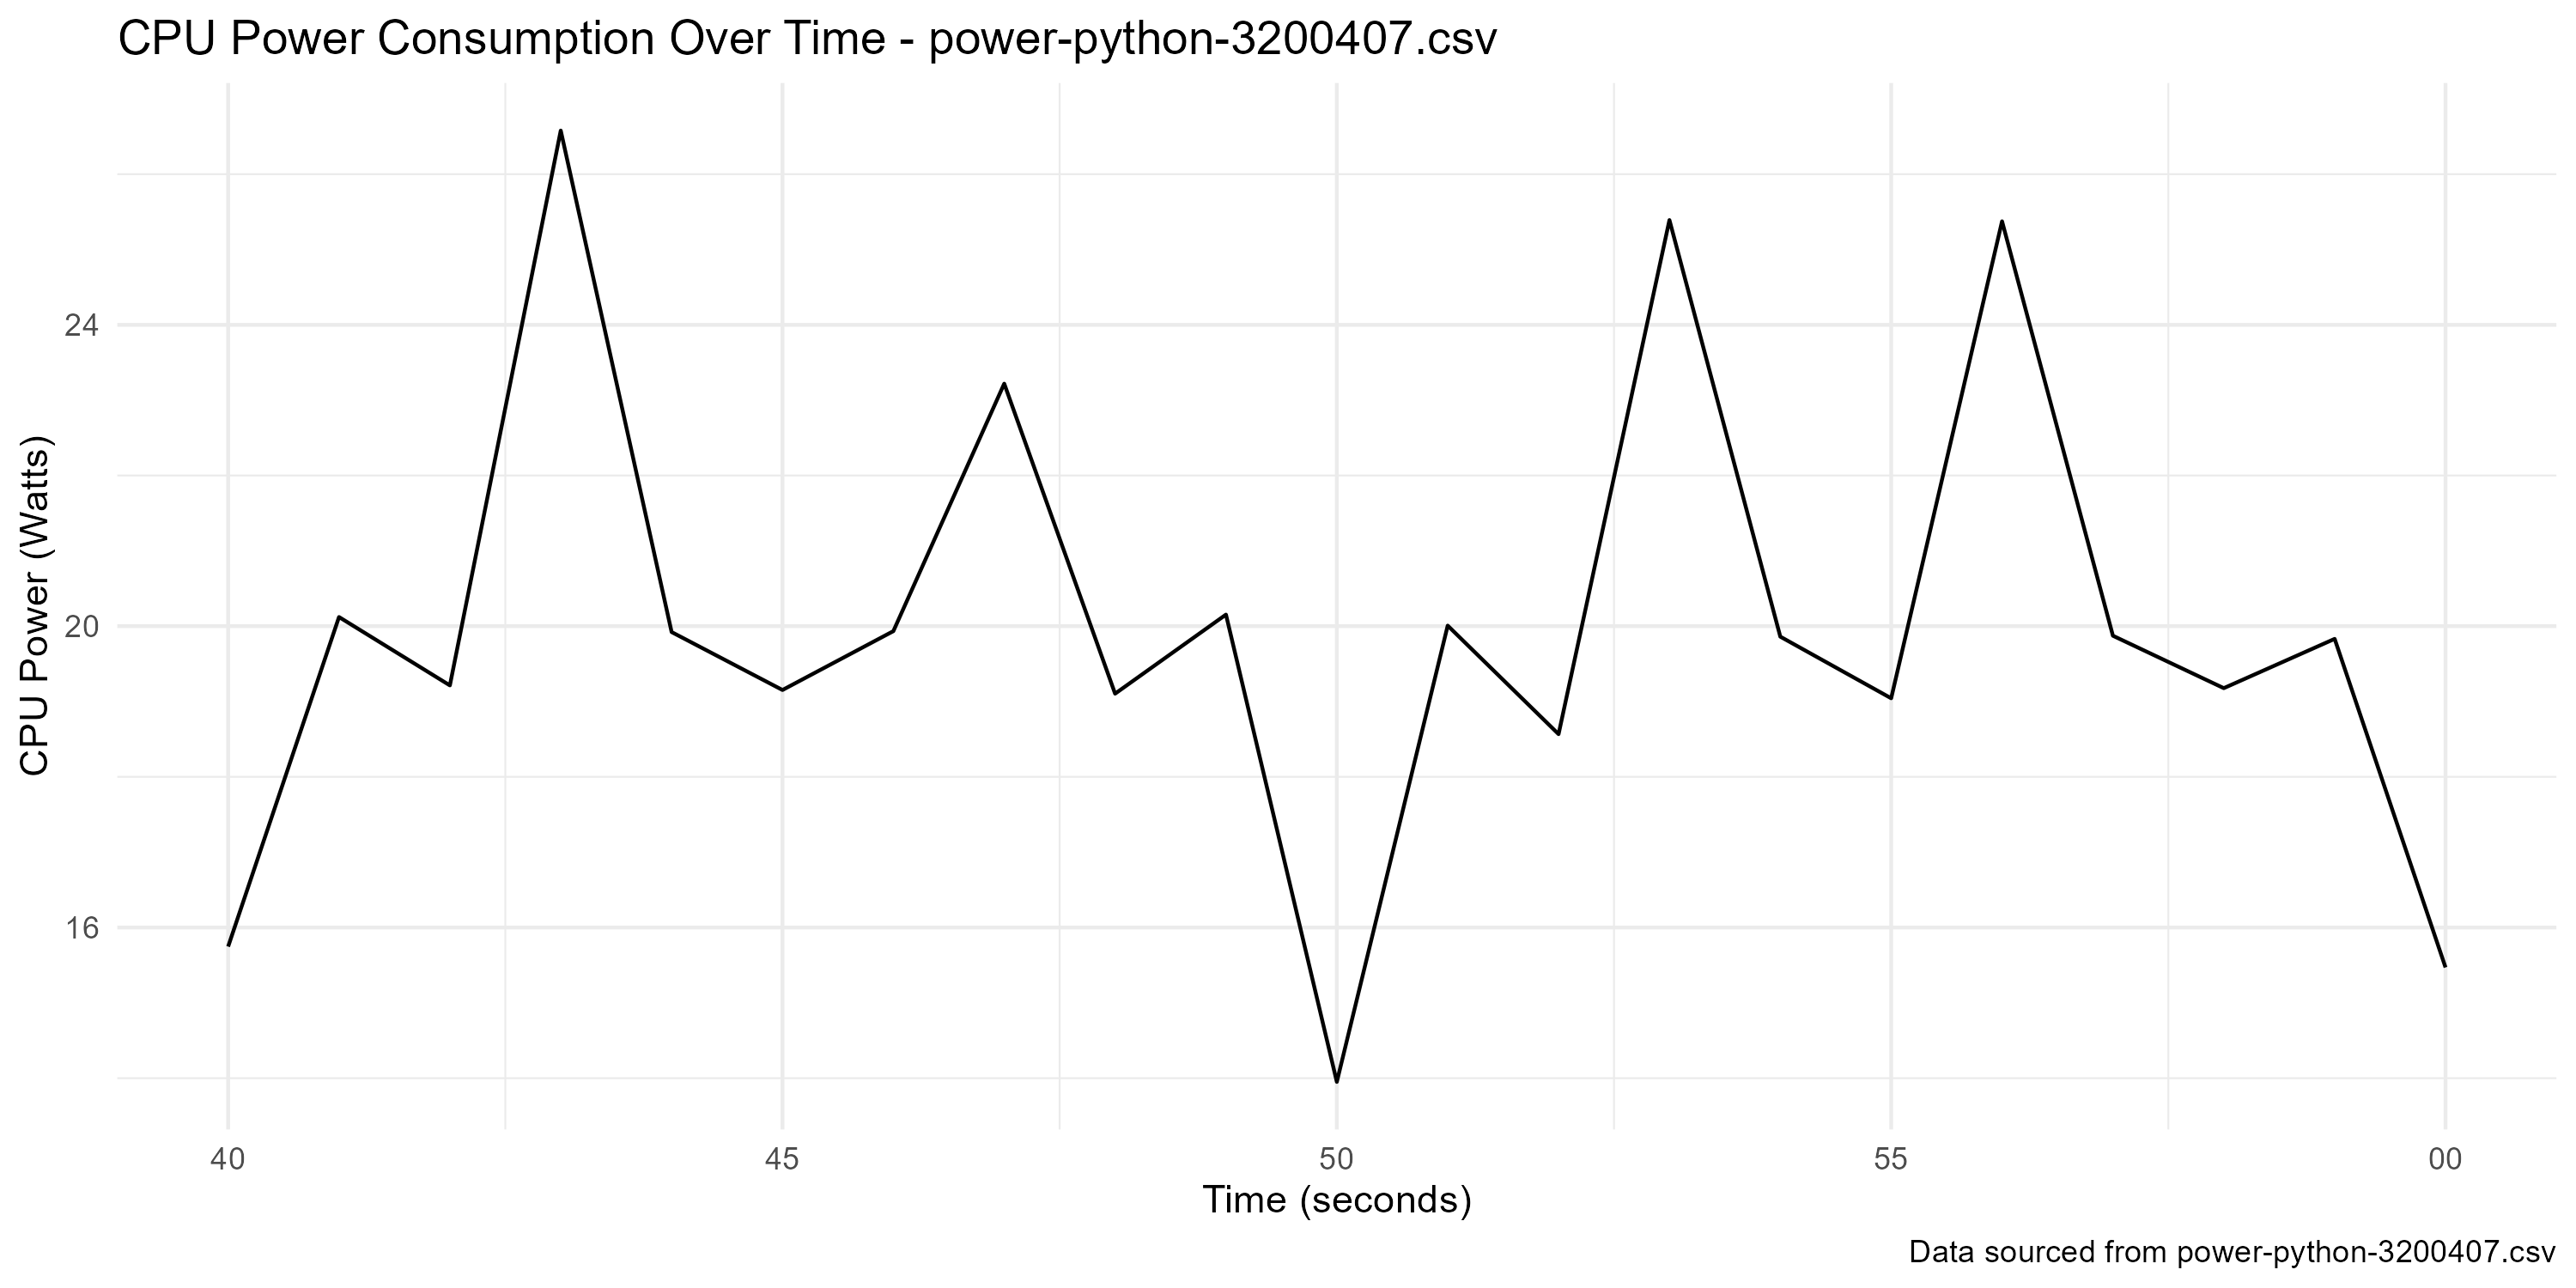 CPU Power Consumption Over Time - power-python-3200407.csv
CPU Power (Watts)
24
20
16
40 45 50 55 00
Time (seconds)
Data sourced from power-python-3200407.csv